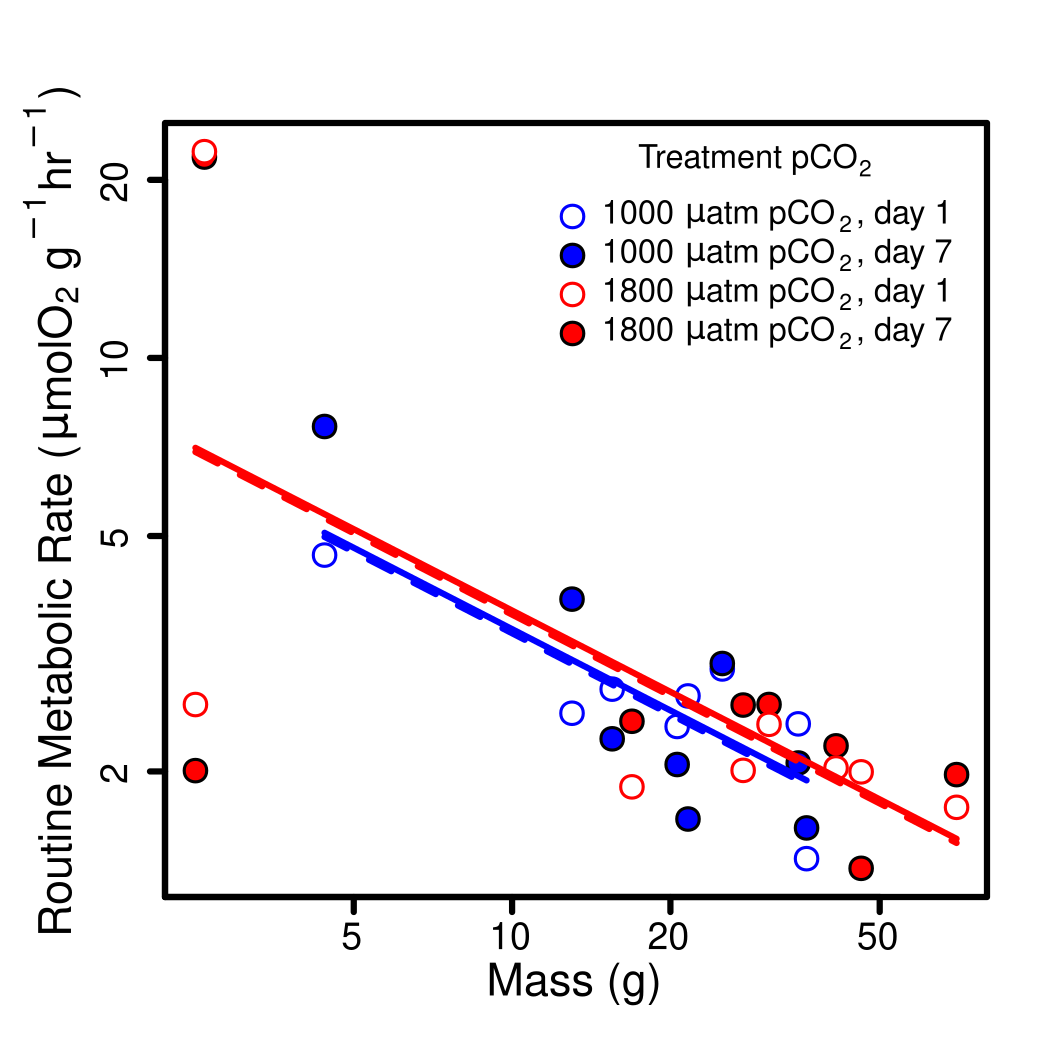 Routine Metabolic Rate (µmolO₂ g⁻¹hr⁻¹)
20
10
5
2
Treatment pCO₂
1000 µatm pCO₂, day 1
1000 µatm pCO₂, day 7
1800 µatm pCO₂, day 1
1800 µatm pCO₂, day 7
5 10 20 50
Mass (g)